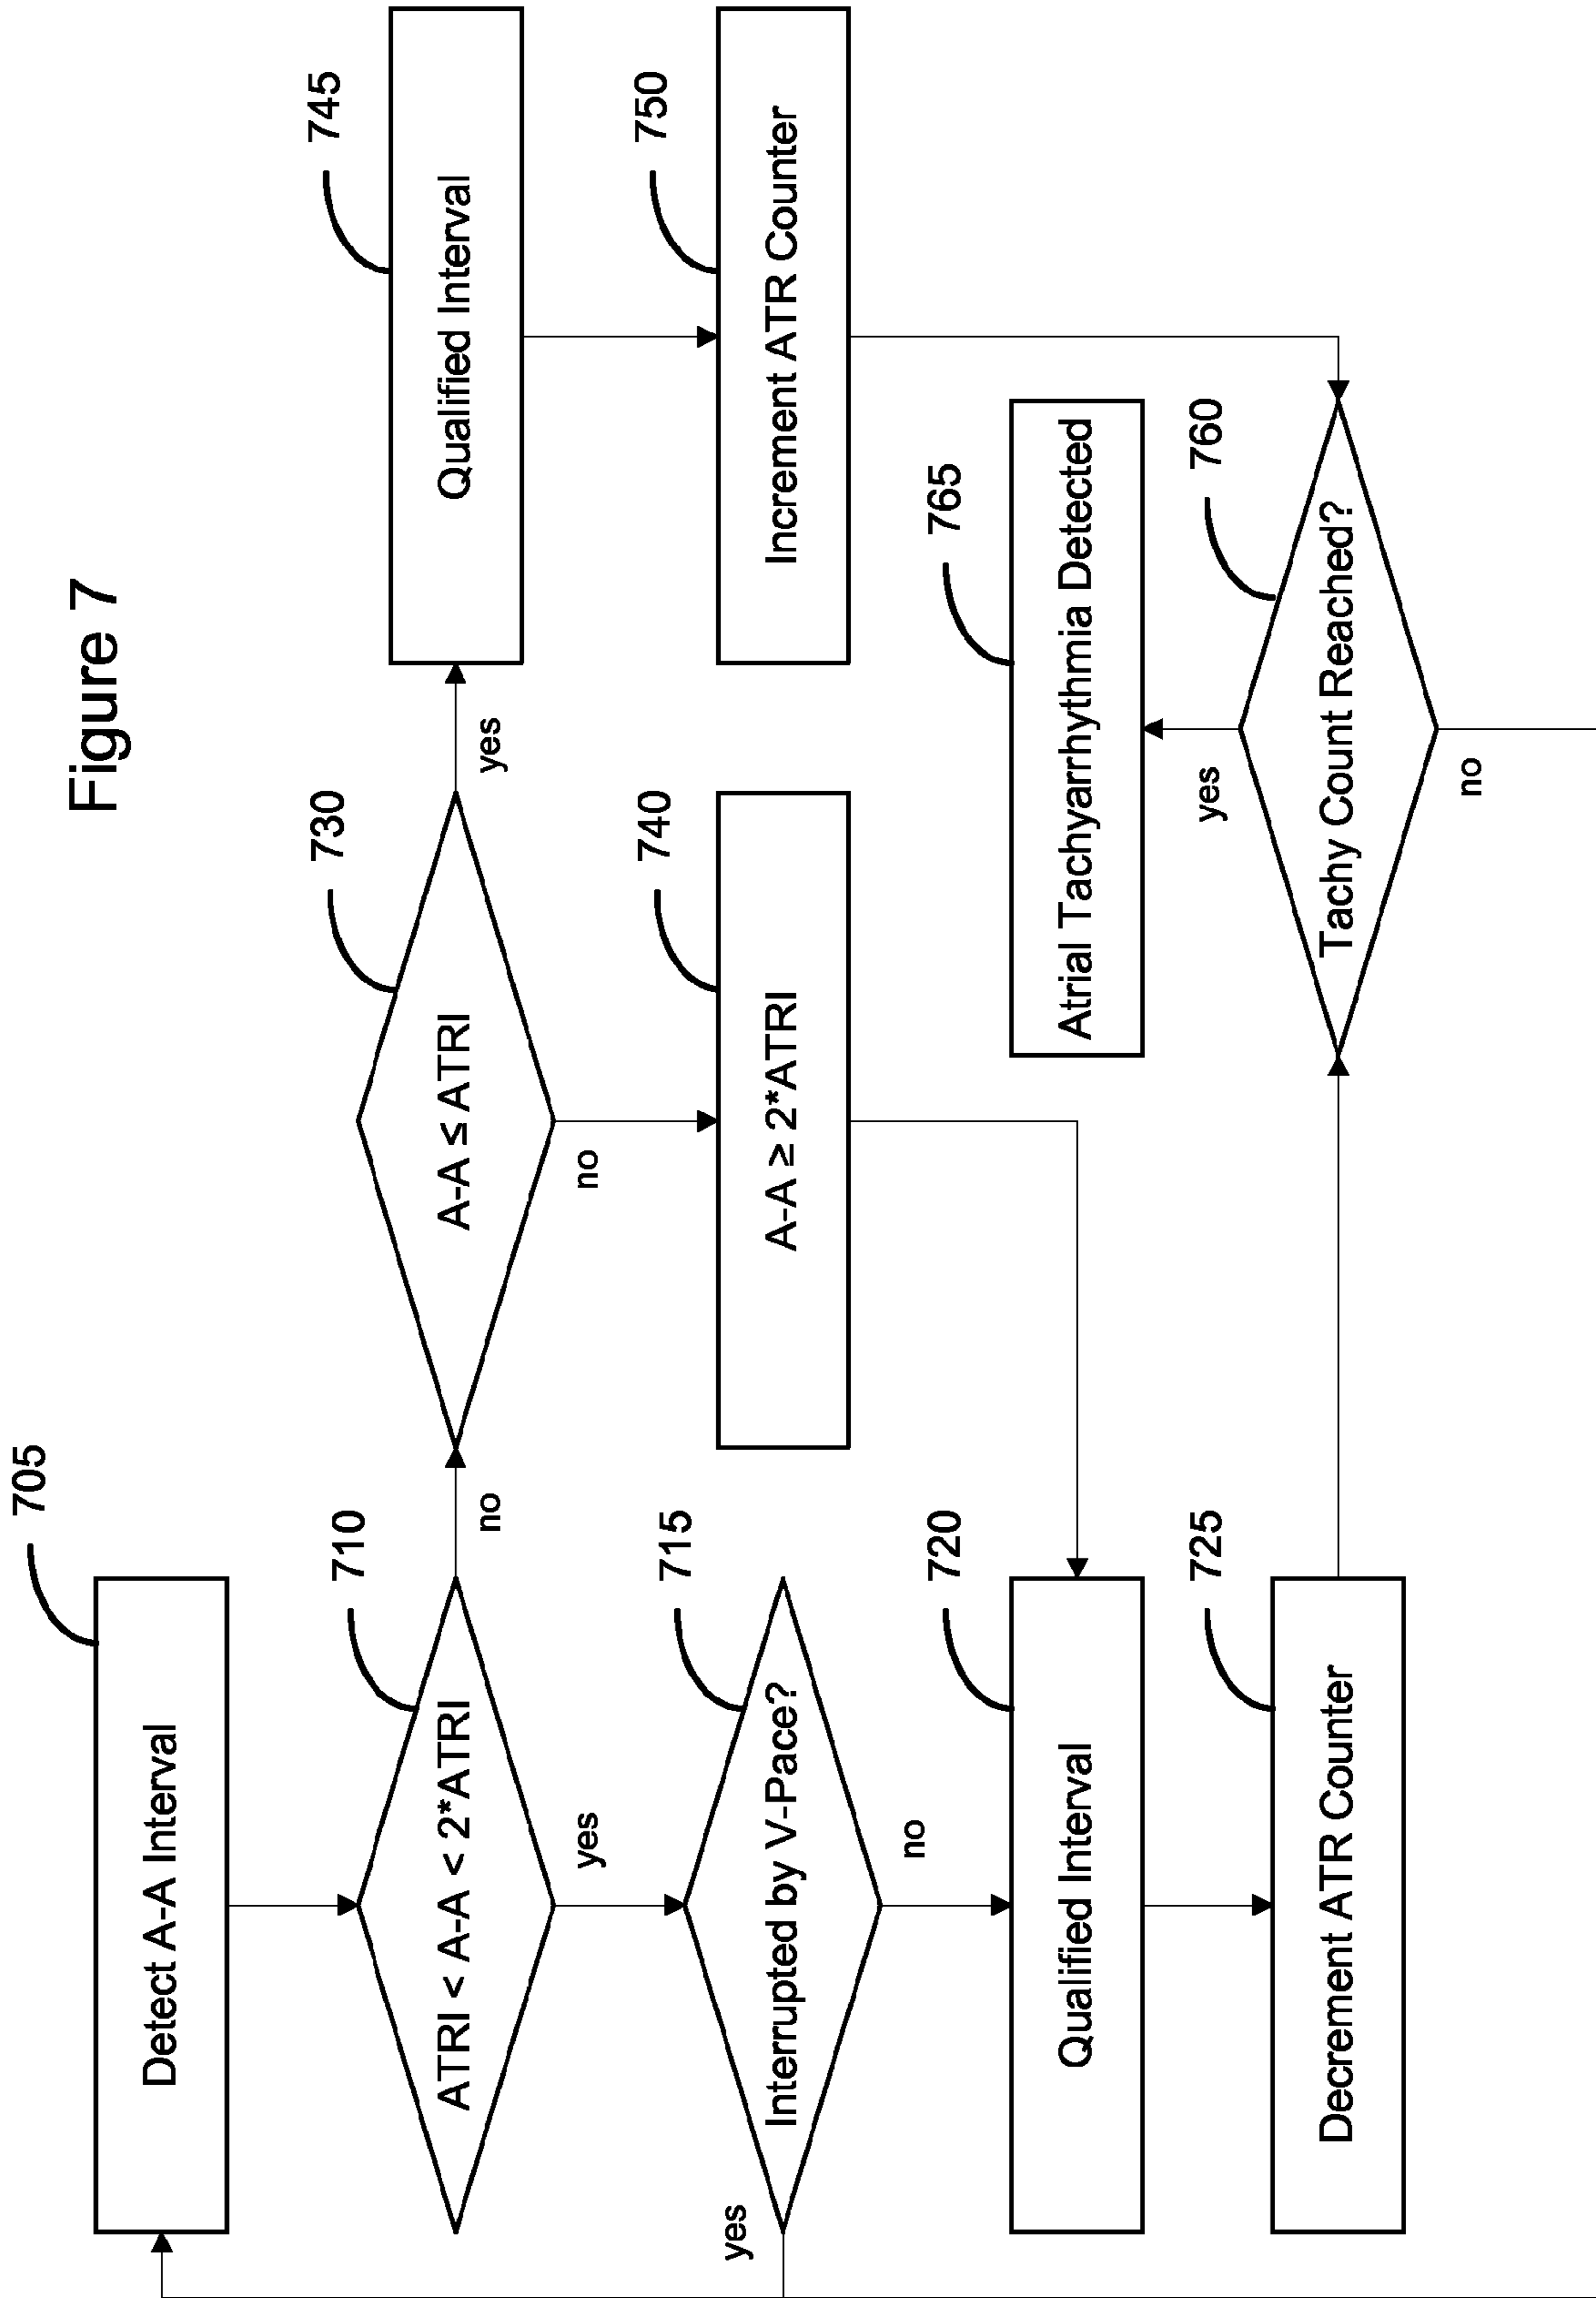 Figure 7
705
Detect A-A Interval
710
ATRI < A-A < 2*ATRI
no
yes
730
A-A ≤ ATRI
yes
no
745
Qualified Interval
715
Interrupted by V-Pace?
yes
no
740
A-A ≥ 2*ATRI
750
Increment ATR Counter
720
Qualified Interval
765
Atrial Tachyarrhythmia Detected
725
Decrement ATR Counter
yes
760
Tachy Count Reached?
no